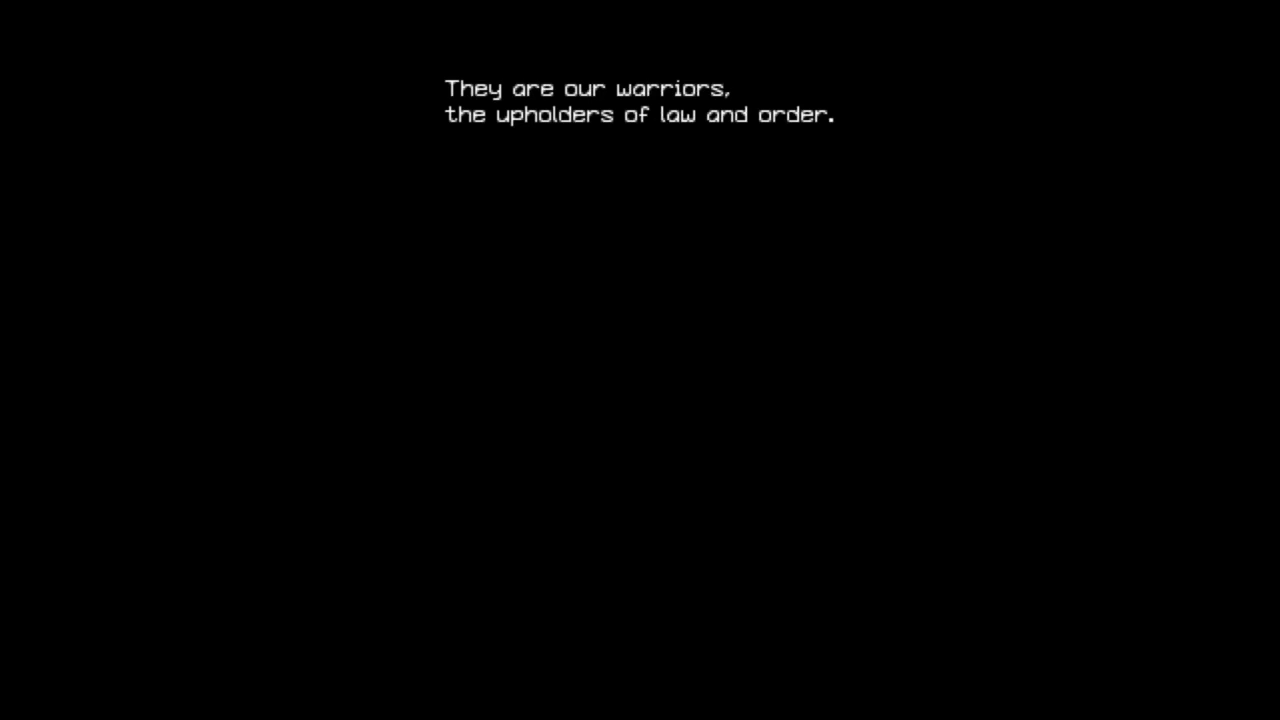 They are our warriors,
the upholders of law and order.